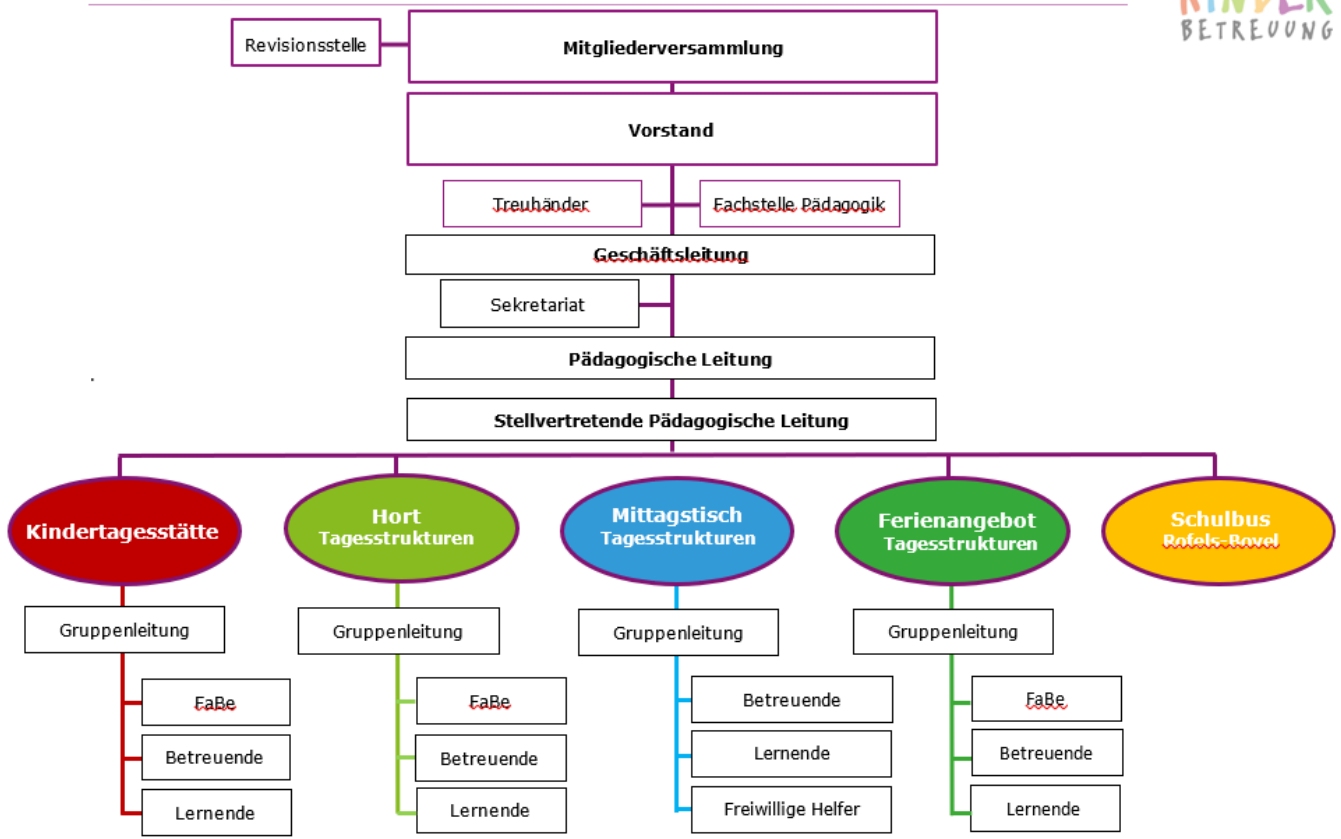 KINDER
BETREUUNG
Revisionsstelle
Mitgliederversammlung
Vorstand
Treuhänder
Fachstelle Pädagogik
Geschäftsleitung
Sekretariat
Pädagogische Leitung
Stellvertretende Pädagogische Leitung
Kindertagesstätte
Hort
Tagesstrukturen
Mittagstisch
Tagesstrukturen
Ferienangebot
Tagesstrukturen
Schulbus
Rofels-Bovel
Gruppenleitung
Gruppenleitung
Gruppenleitung
Gruppenleitung
FaBe
Betreuende
Lernende
FaBe
Betreuende
Lernende
Betreuende
Lernende
Freiwillige Helfer
FaBe
Betreuende
Lernende